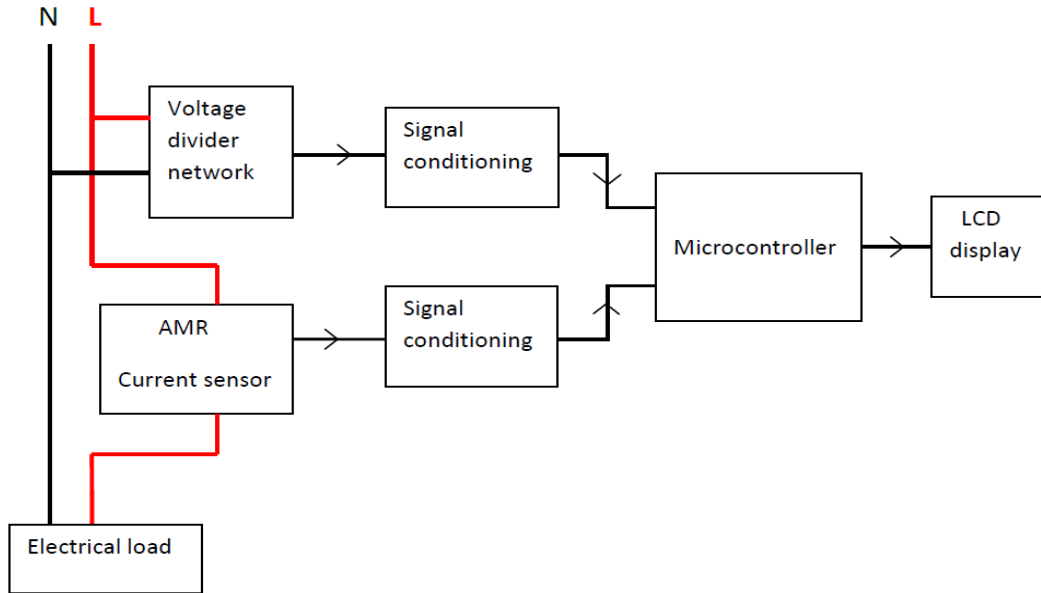 N L
Voltage
divider
network
Signal
conditioning
Microcontroller
LCD
display
AMR
Current sensor
Signal
conditioning
Electrical load